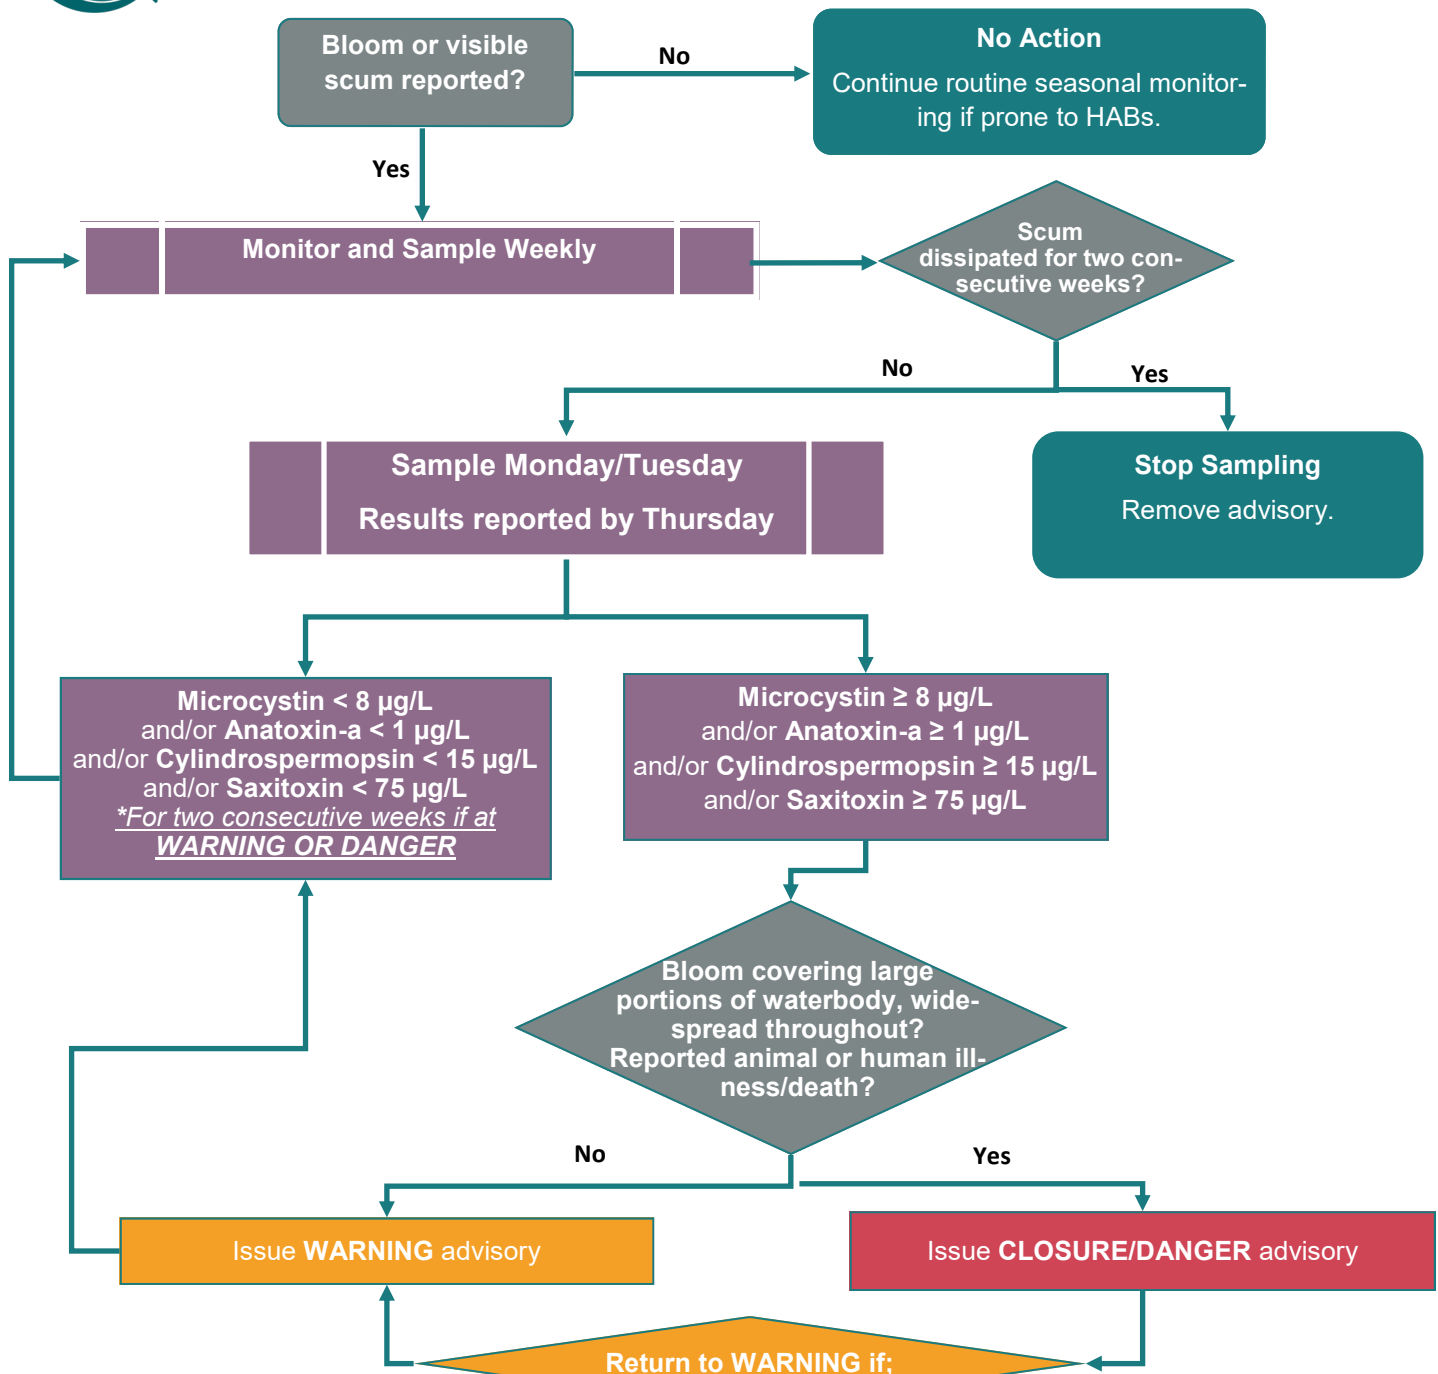 Bloom or visible
scum reported?
No
No Action
Continue routine seasonal monitor-
ing if prone to HABs.
Yes
Monitor and Sample Weekly
Scum
dissipated for two con-
secutive weeks?
No
Yes
Sample Monday/Tuesday
Results reported by Thursday
Stop Sampling
Remove advisory.
Microcystin < 8 µg/L
and/or Anatoxin-a < 1 µg/L
and/or Cylindrospermopsin < 15 µg/L
and/or Saxitoxin < 75 µg/L
*For two consecutive weeks if at
WARNING OR DANGER
Microcystin ≥ 8 µg/L
and/or Anatoxin-a ≥ 1 µg/L
and/or Cylindrospermopsin ≥ 15 µg/L
and/or Saxitoxin ≥ 75 µg/L
Bloom covering large
portions of waterbody, wide-
spread throughout?
Reported animal or human ill-
ness/death?
No
Yes
Issue WARNING advisory
Issue CLOSURE/DANGER advisory
Return to WARNING if;